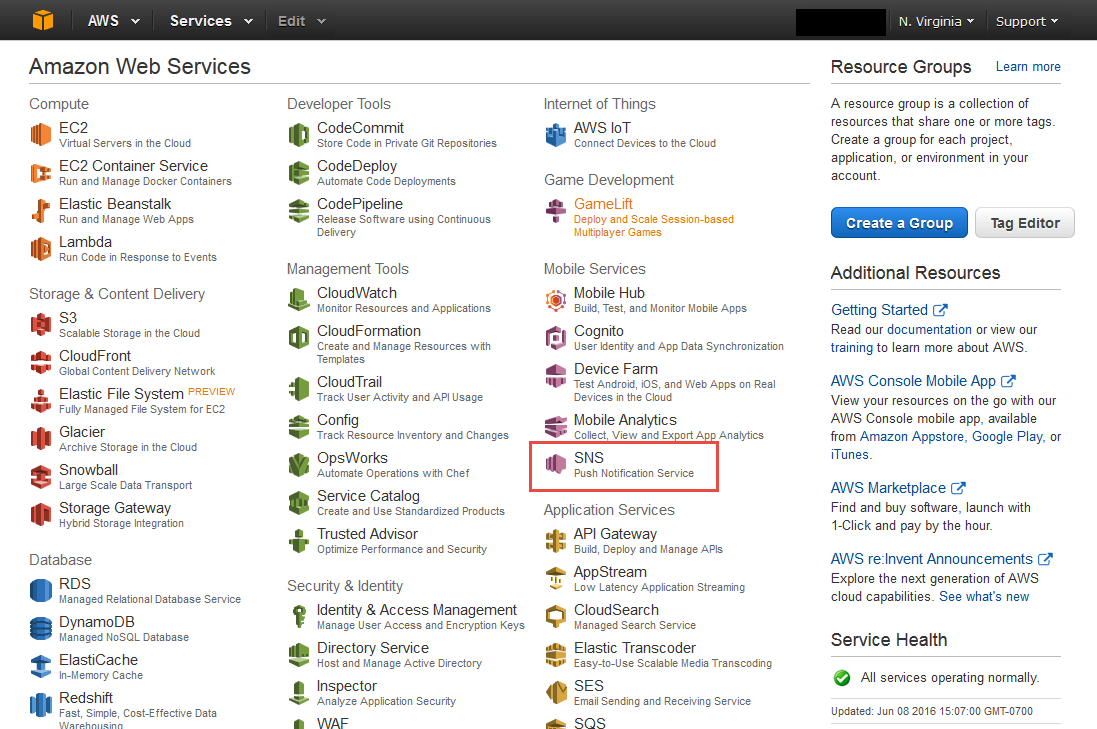 AWS
Services
Edit
N. Virginia
Support
Amazon Web Services
Compute
EC2
Virtual Servers in the Cloud
EC2 Container Service
Run and Manage Docker Containers
Elastic Beanstalk
Run and Manage Web Apps
Lambda
Run Code in Response to Events
Storage & Content Delivery
S3
Scalable Storage in the Cloud
CloudFront
Global Content Delivery Network
Elastic File System PREVIEW
Fully Managed File System for EC2
Glacier
Archive Storage in the Cloud
Snowball
Large Scale Data Transport
Storage Gateway
Hybrid Storage Integration
Database
RDS
Managed Relational Database Service
DynamoDB
Managed NoSQL Database
ElastiCache
In-Memory Cache
Redshift
Fast, Simple, Cost-Effective Data
Warehousing
Developer Tools
CodeCommit
Store Code in Private Git Repositories
CodeDeploy
Automate Code Deployments
CodePipeline
Release Software using Continuous
Delivery
Management Tools
CloudWatch
Monitor Resources and Applications
CloudFormation
Create and Manage Resources with
Templates
CloudTrail
Track User Activity and API Usage
Config
Track Resource Inventory and Changes
OpsWorks
Automate Operations with Chef
Service Catalog
Create and Use Standardized Products
Trusted Advisor
Optimize Performance and Security
Security & Identity
Identity & Access Management
Manage User Access and Encryption Keys
Directory Service
Host and Manage Active Directory
Inspector
Analyze Application Security
WAF
Internet of Things
AWS IoT
Connect Devices to the Cloud
Game Development
GameLift
Deploy and Scale Session-based
Multiplayer Games
Mobile Services
Mobile Hub
Build, Test, and Monitor Mobile Apps
Cognito
User Identity and App Data Synchronization
Device Farm
Test Android, iOS, and Web Apps on Real
Devices in the Cloud
Mobile Analytics
Collect, View and Export App Analytics
SNS
Push Notification Service
Application Services
API Gateway
Build, Deploy and Manage APIs
AppStream
Low Latency Application Streaming
CloudSearch
Managed Search Service
Elastic Transcoder
Easy-to-Use Scalable Media Transcoding
SES
Email Sending and Receiving Service
SQS
Resource Groups
Learn more
A resource group is a collection of
resources that share one or more tags.
Create a group for each project,
application, or environment in your
account.
Create a Group
Tag Editor
Additional Resources
Getting Started
Read our documentation or view our
training to learn more about AWS.
AWS Console Mobile App
View your resources on the go with our
AWS Console mobile app, available
from Amazon Appstore, Google Play, or
iTunes.
AWS Marketplace
Find and buy software, launch with
1-Click and pay by the hour.
AWS re:Invent Announcements
Explore the next generation of AWS
cloud capabilities. See what's new
Service Health
All services operating normally.
Updated: Jun 08 2016 15:07:00 GMT-0700